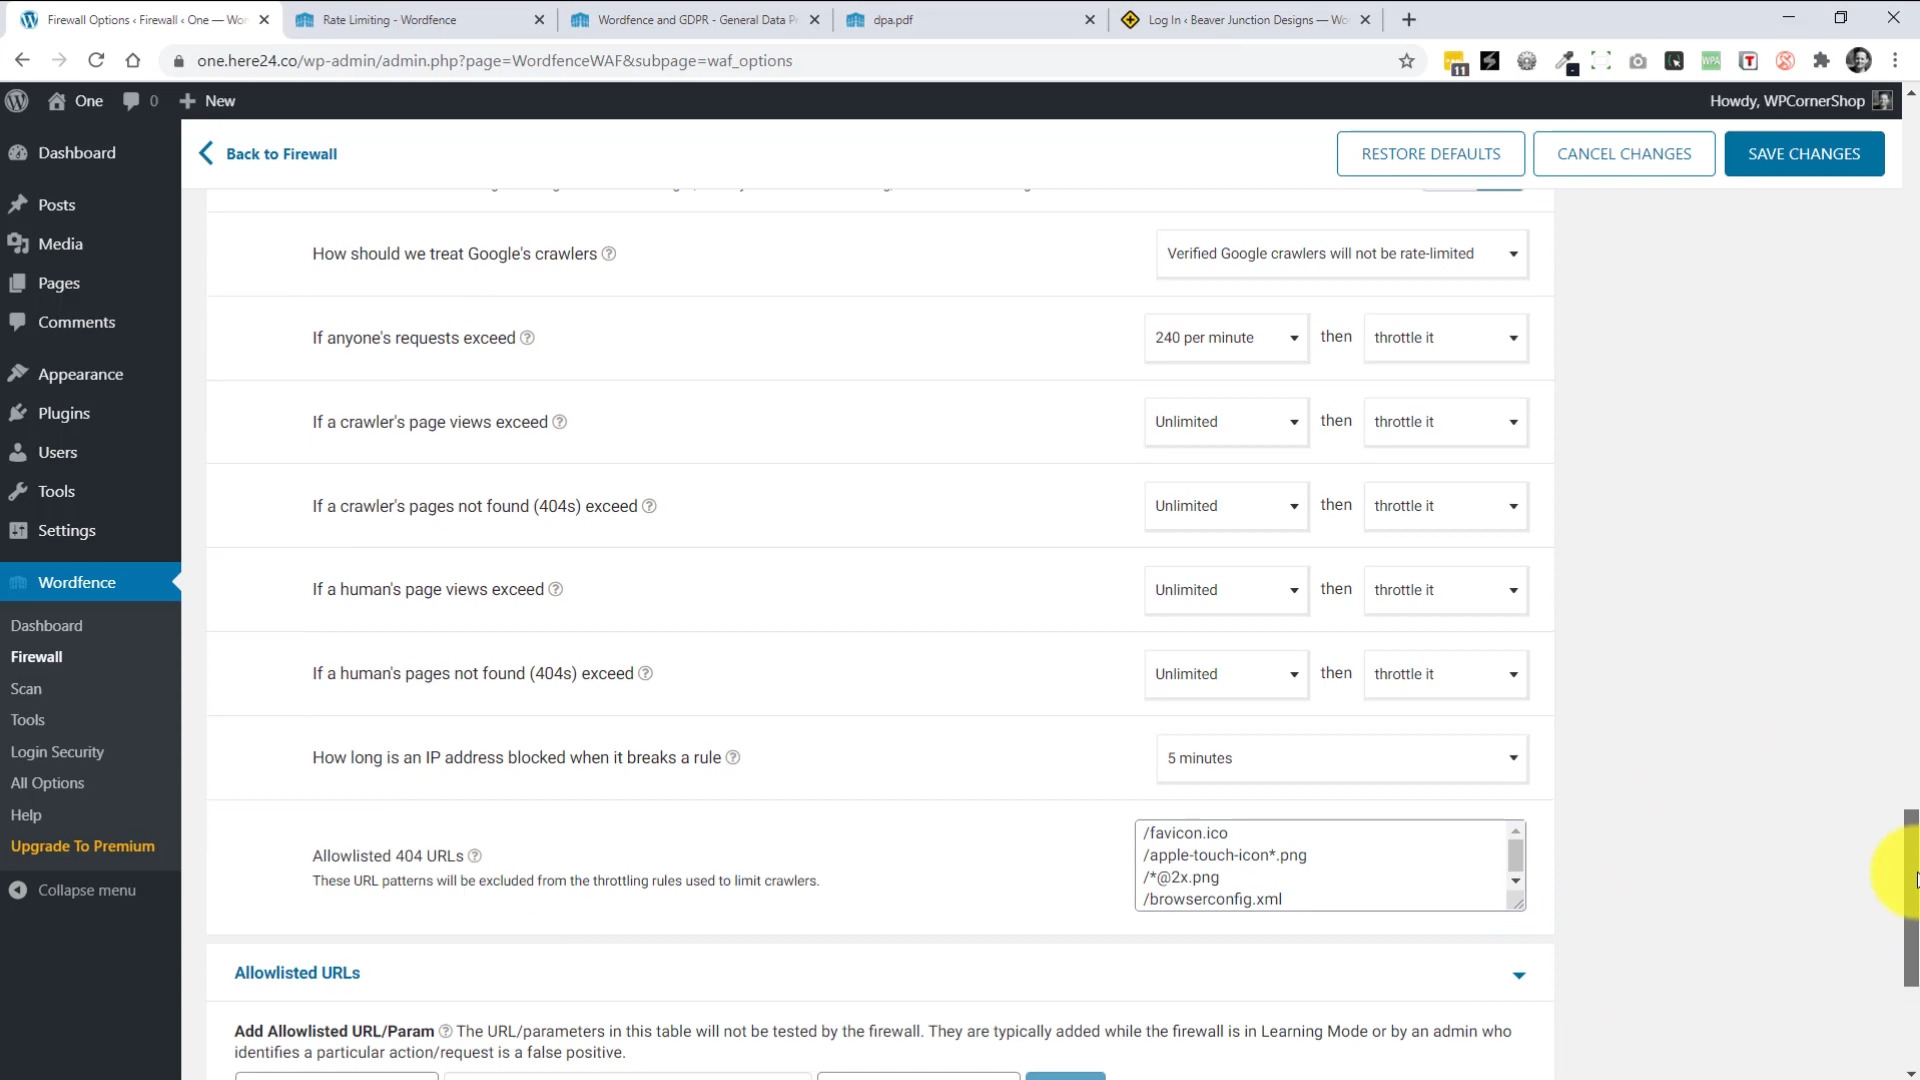 Firewall Options ‹ Firewall ‹ One — Wor
Rate Limiting - Wordfence
Wordfence and GDPR - General Data P
dpa.pdf
Log In ‹ Beaver Junction Designs — Wo
one.here24.co/wp-admin/admin.php?page=WordfenceWAF&subpage=waf_options
11
WPA
T
One
0
New
Howdy, WPCornerShop
Back to Firewall
RESTORE DEFAULTS
CANCEL CHANGES
SAVE CHANGES
Dashboard
Posts
Media
Pages
Comments
Appearance
Plugins
Users
Tools
Settings
Wordfence
Dashboard
Firewall
Scan
Tools
Login Security
All Options
Help
Upgrade To Premium
Collapse menu
How should we treat Google's crawlers
Verified Google crawlers will not be rate-limited
If anyone's requests exceed
240 per minute then throttle it
If a crawler's page views exceed
Unlimited then throttle it
If a crawler's pages not found (404s) exceed
Unlimited then throttle it
If a human's page views exceed
Unlimited then throttle it
If a human's pages not found (404s) exceed
Unlimited then throttle it
How long is an IP address blocked when it breaks a rule
5 minutes
Allowlisted 404 URLs
These URL patterns will be excluded from the throttling rules used to limit crawlers.
/favicon.ico
/apple-touch-icon*.png
/*@2x.png
/browserconfig.xml
Allowlisted URLs
Add Allowlisted URL/Param The URL/parameters in this table will not be tested by the firewall. They are typically added while the firewall is in Learning Mode or by an admin who
identifies a particular action/request is a false positive.